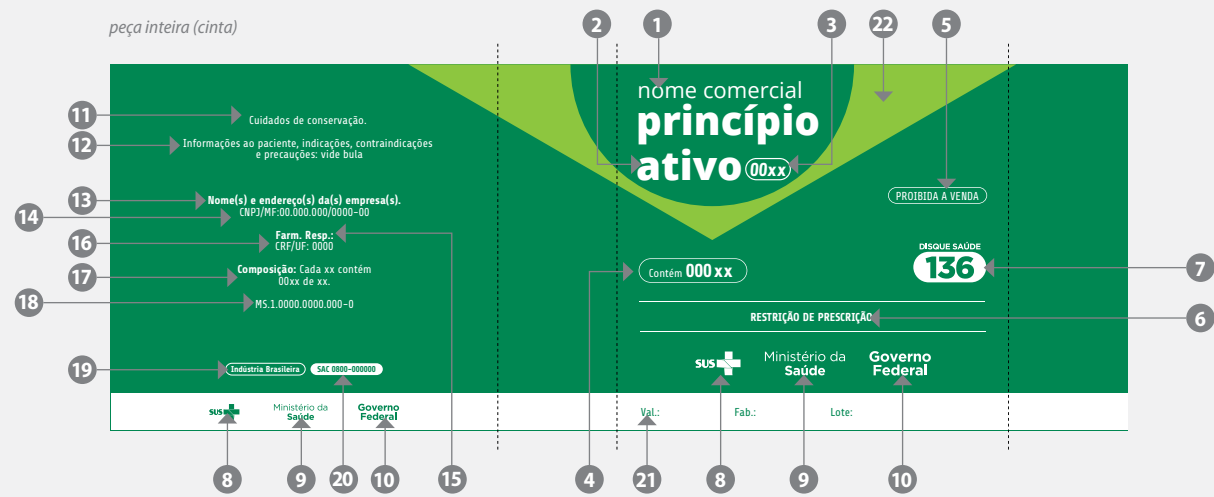 peça inteira (cinta)
2
1
3
22
5
11
Cuidados de conservação.
12
Informações ao paciente, indicações, contraindicações
e precauções: vide bula
13
Nome(s) e endereço(s) da(s) empresa(s).
14
CNPJ/MF:00.000.000/0000-00
Farm. Resp.:
16
CRF/UF: 0000
17
Composição: Cada xx contém
00xx de xx.
18
MS.1.0000.0000.000-0
19
Indústria Brasileira
SAC 0800-000000
SUS
Ministério da
Saúde
Governo
Federal
8
9
20
10
15
nome comercial
princípio
ativo 00xx
PROIBIDA A VENDA
DISQUE SAÚDE
136
7
Contém 000 xx
RESTRIÇÃO DE PRESCRIÇÃO
6
SUS
Ministério da
Saúde
Governo
Federal
Val.:
Fab.:
Lote:
4
21
8
9
10